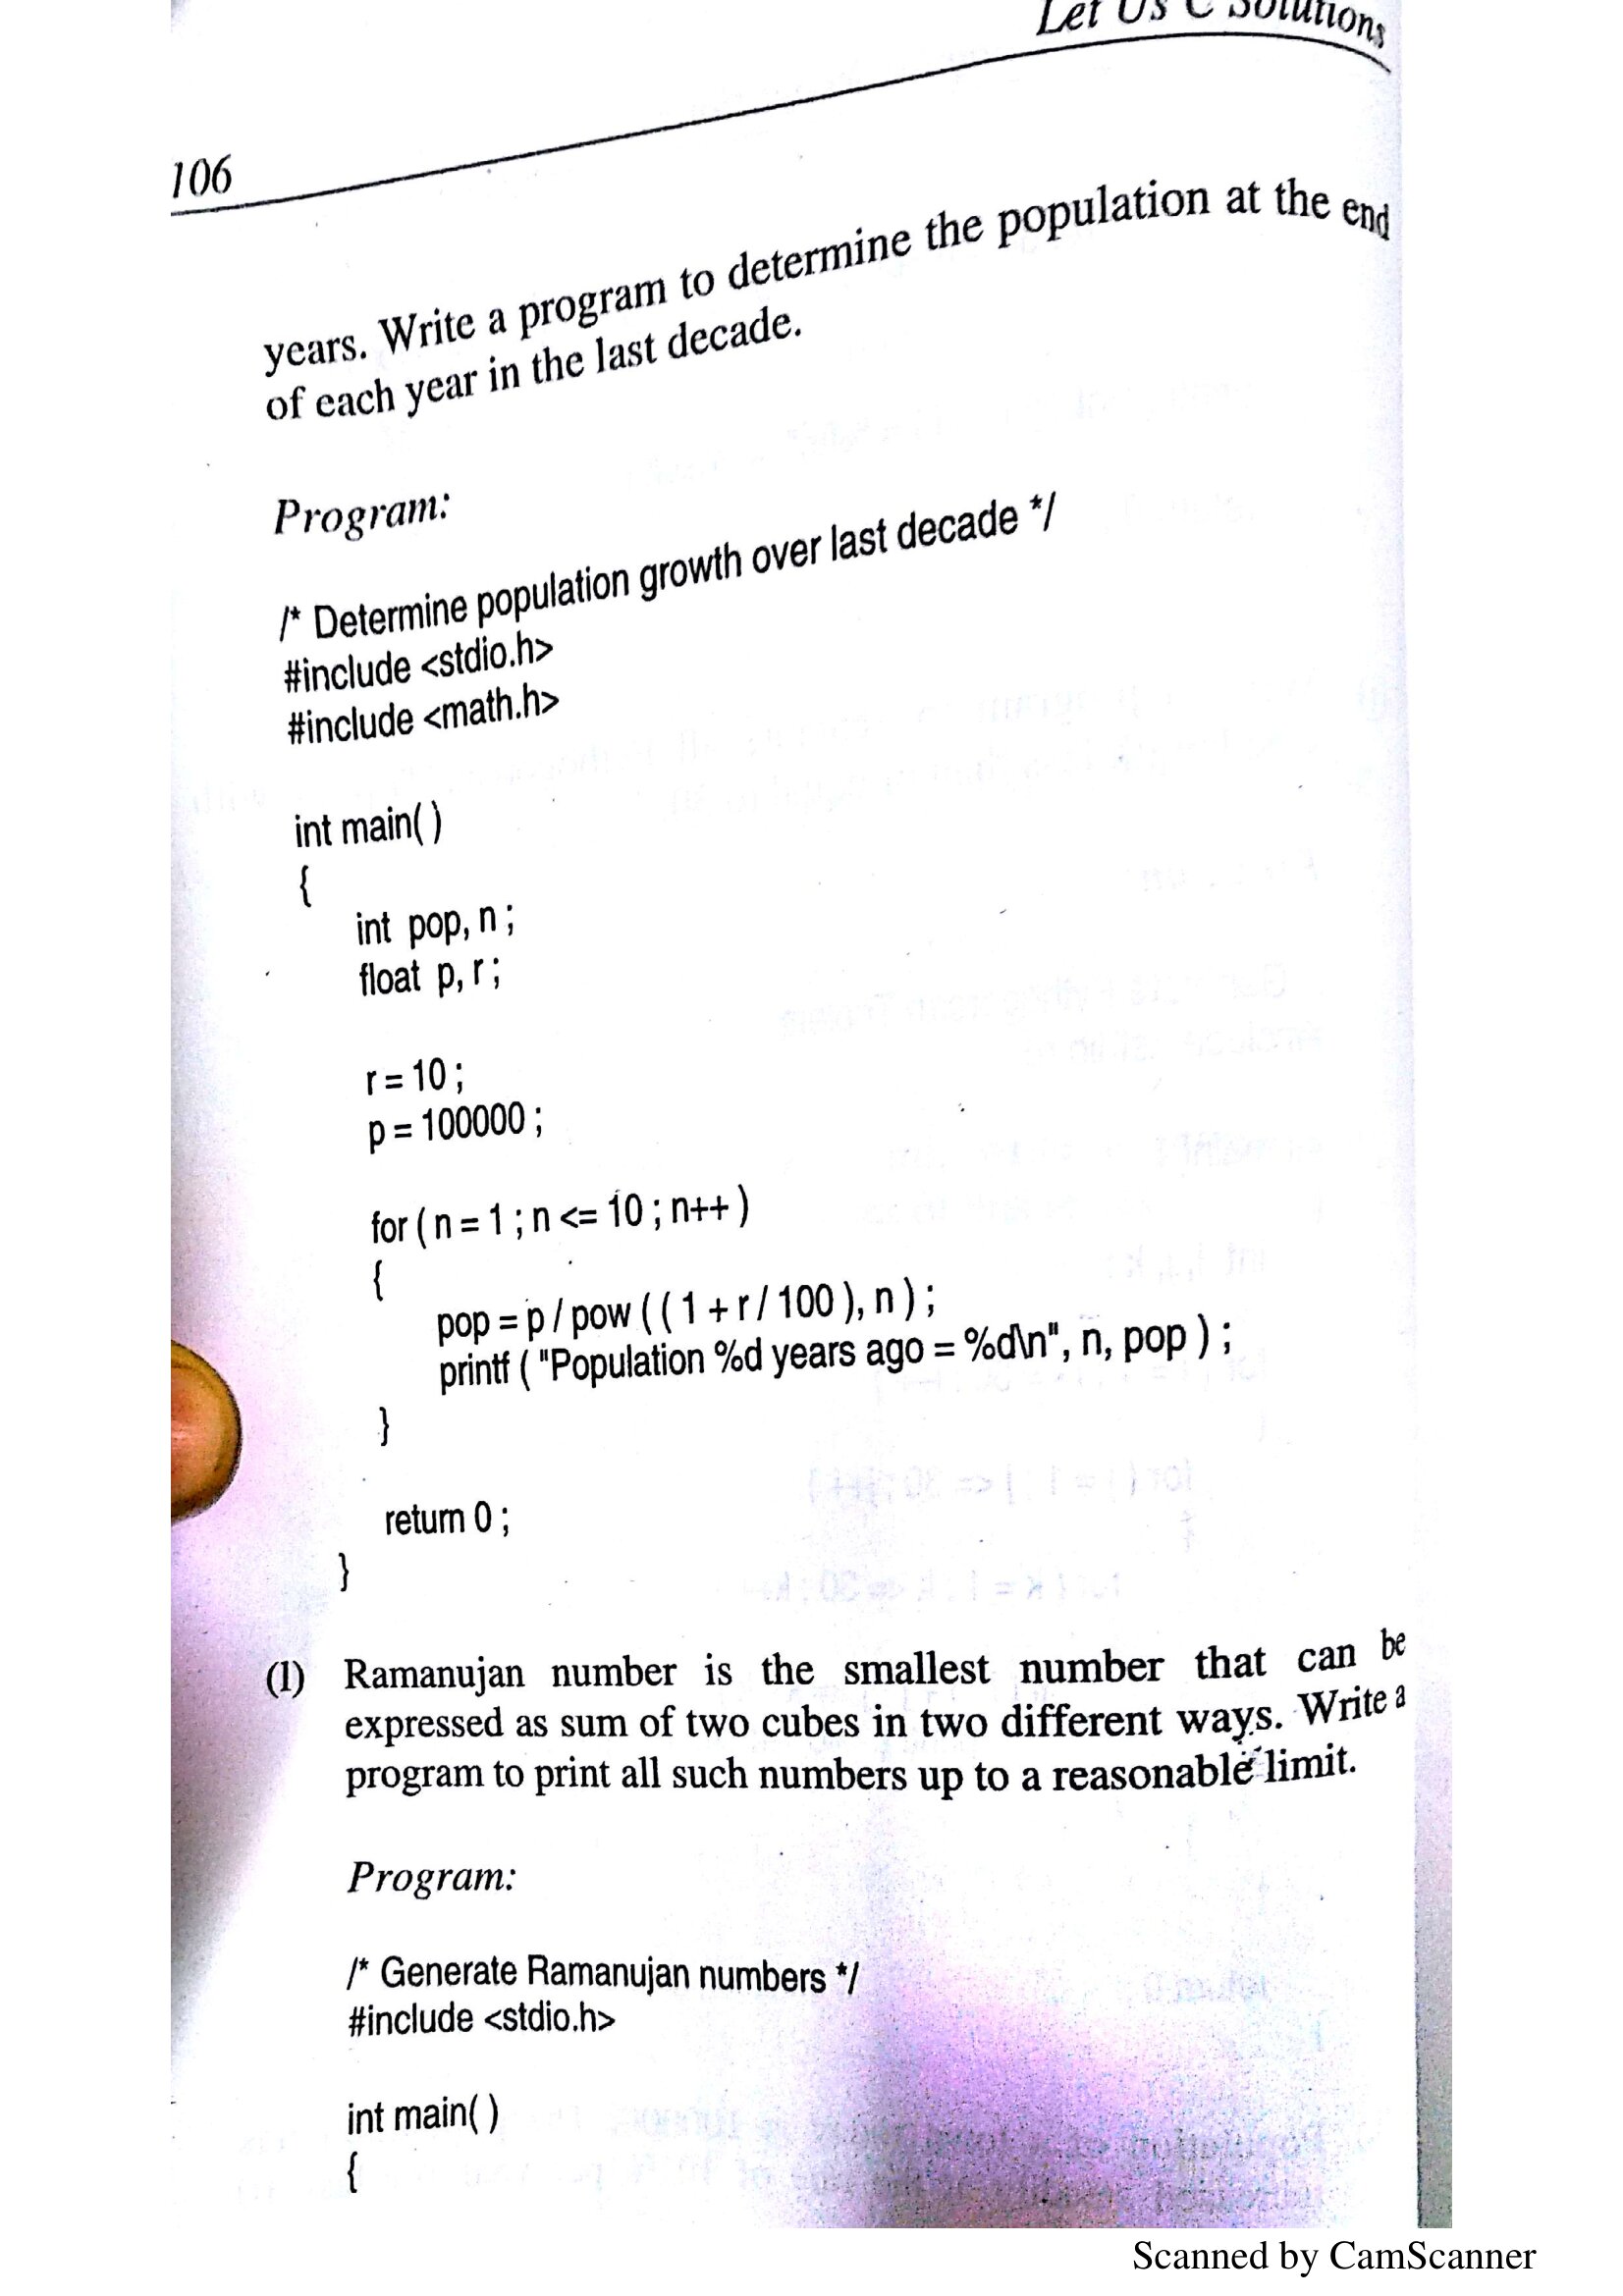 Let Us C Solutions
106
years. Write a program to determine the population at the end
of each year in the last decade.
Program:
/* Determine population growth over last decade */
#include <stdio.h>
#include <math.h>
int main( )
{
int pop, n ;
float p, r ;
r = 10 ;
p = 100000 ;
for ( n = 1 ; n <= 10 ; n++ )
{
pop = p / pow ( ( 1 + r / 100 ), n ) ;
printf ( "Population %d years ago = %d\n", n, pop ) ;
}
return 0 ;
}
(l) Ramanujan number is the smallest number that can be
expressed as sum of two cubes in two different ways. Write a
program to print all such numbers up to a reasonable limit.
Program:
/* Generate Ramanujan numbers */
#include <stdio.h>
int main( )
{
Scanned by CamScanner